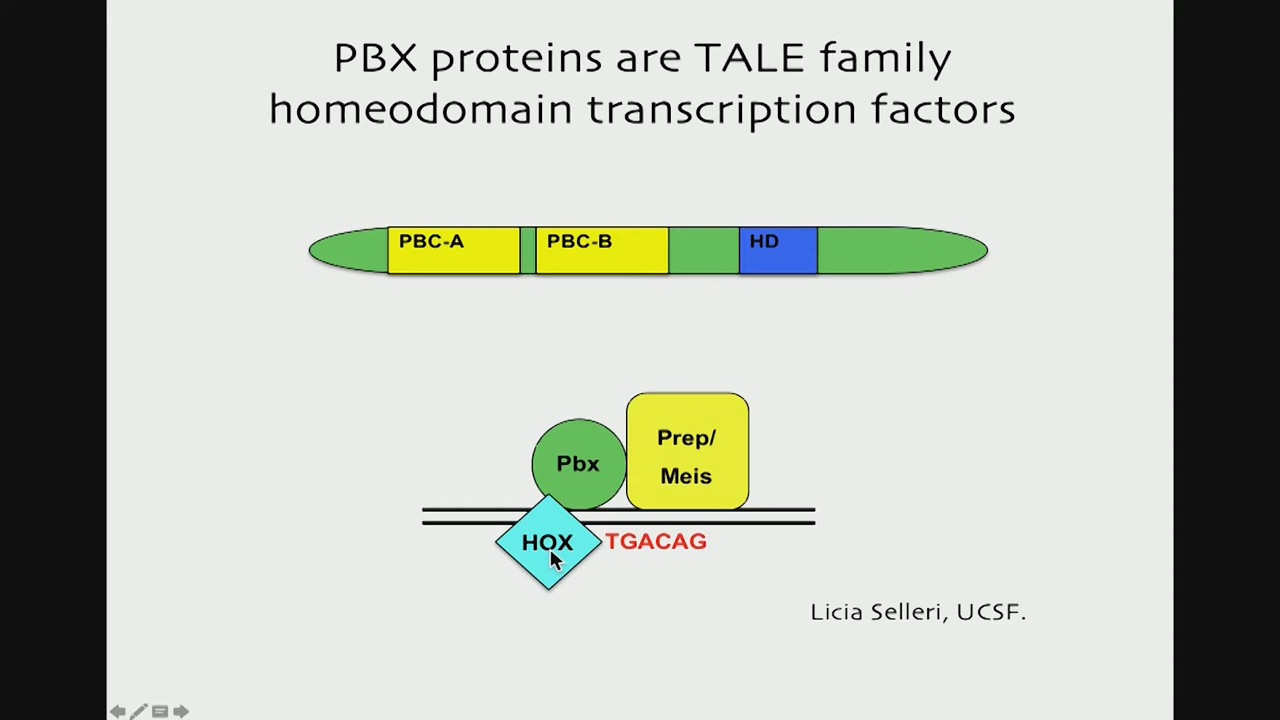 PBX proteins are TALE family
homeodomain transcription factors
PBC-A PBC-B HD
Pbx
Prep/
Meis
HOX TGACAG
Licia Selleri, UCSF.